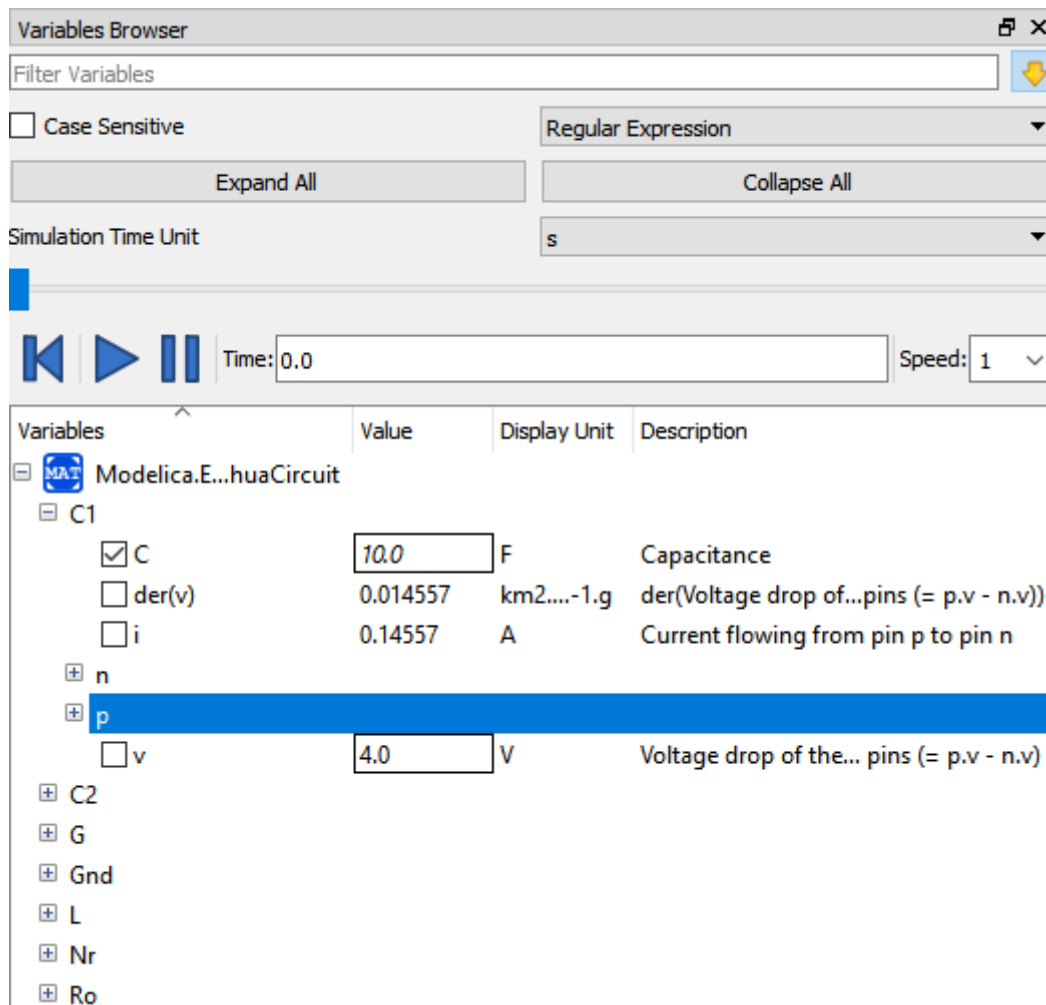 Variables Browser
Filter Variables
Case Sensitive Regular Expression
Expand All Collapse All
Simulation Time Unit s
Time: 0.0 Speed: 1
Variables Value Display Unit Description
MAT Modelica.E...huaCircuit
C1
C 10.0 F Capacitance
der(v) 0.014557 km2....-1.g der(Voltage drop of...pins (= p.v - n.v))
i 0.14557 A Current flowing from pin p to pin n
n
p
v 4.0 V Voltage drop of the... pins (= p.v - n.v)
C2
G
Gnd
L
Nr
Ro